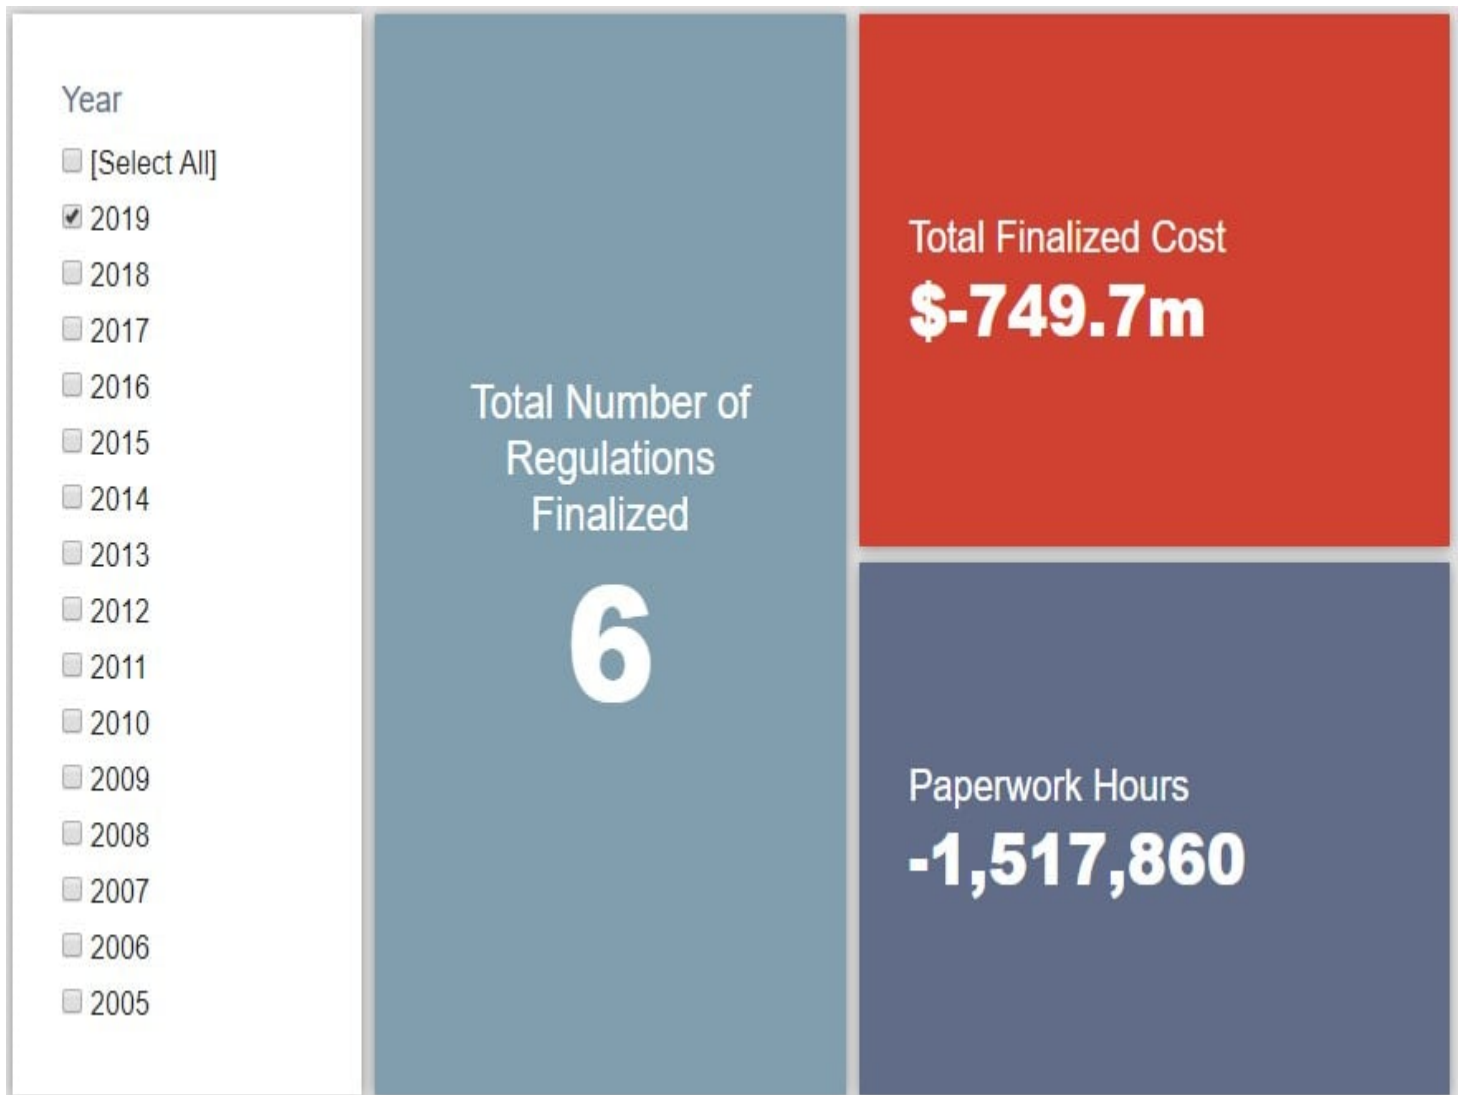 Year
[Select All]
2019
2018
2017
2016
2015
2014
2013
2012
2011
2010
2009
2008
2007
2006
2005
Total Number of
Regulations
Finalized
6
Total Finalized Cost
$-749.7m
Paperwork Hours
-1,517,860